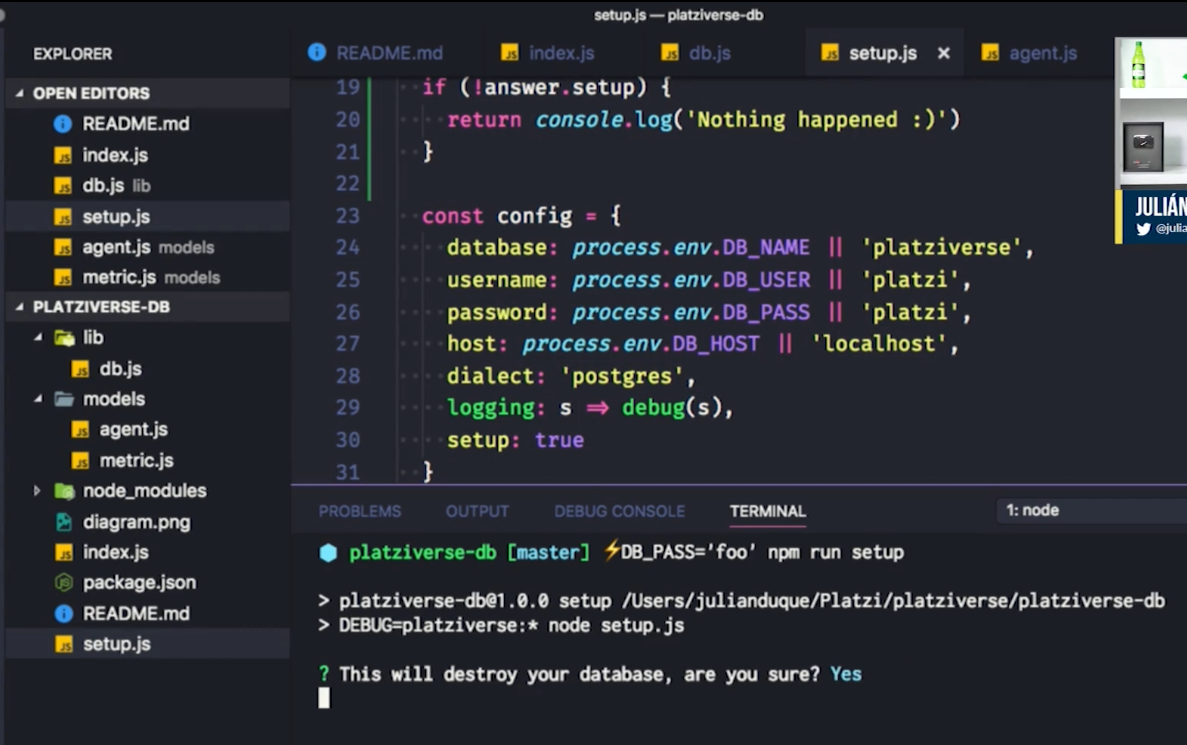 setup.js — platziverse-db
EXPLORER
OPEN EDITORS
README.md
index.js
db.js lib
setup.js
agent.js models
metric.js models
PLATZIVERSE-DB
lib
db.js
models
agent.js
metric.js
node_modules
diagram.png
index.js
package.json
README.md
setup.js
README.md index.js db.js setup.js × agent.js
19 if (!answer.setup) {
20 return console.log('Nothing happened :)')
21 }
22
23 const config = {
24 database: process.env.DB_NAME || 'platziverse',
25 username: process.env.DB_USER || 'platzi',
26 password: process.env.DB_PASS || 'platzi',
27 host: process.env.DB_HOST || 'localhost',
28 dialect: 'postgres',
29 logging: s => debug(s),
30 setup: true
31 }
JULIÁN
@julia
PROBLEMS OUTPUT DEBUG CONSOLE TERMINAL 1: node
platziverse-db [master] ⚡DB_PASS='foo' npm run setup
> platziverse-db@1.0.0 setup /Users/julianduque/Platzi/platziverse/platziverse-db
> DEBUG=platziverse:* node setup.js
? This will destroy your database, are you sure? Yes